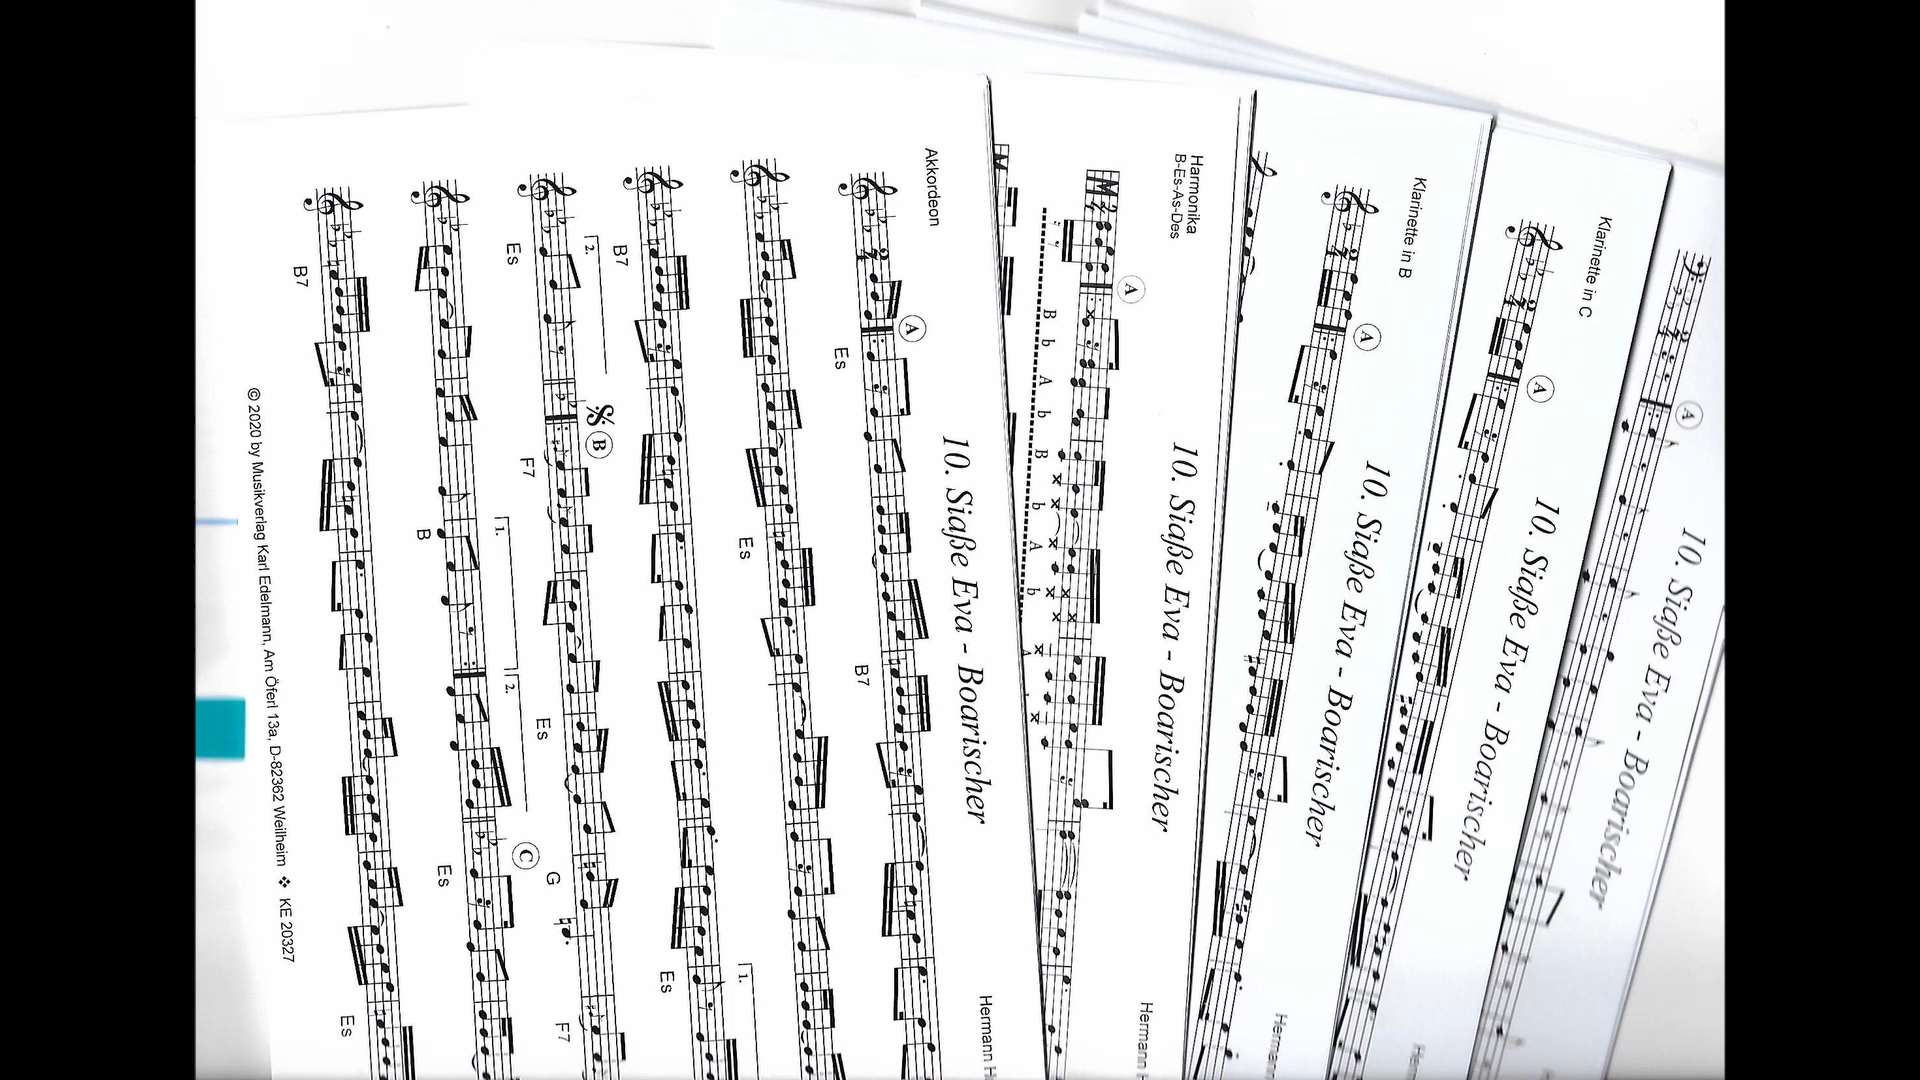 Akkordeon
10. Siaße Eva - Boarischer
Hermann H
A
Es
B7
Es
B7
Es
1.
2.
B
Es
F7
Es
G
F7
1.
2.
C
B
Es
B7
Es
© 2020 by Musikverlag Karl Edelmann, Am Öferl 13a, D-82362 Weilheim ❖ KE 20327
Harmonika
B-Es-As-Des
10. Siaße Eva - Boarischer
Hermann H
A
B b A b B b A b
Klarinette in B
10. Siaße Eva - Boarischer
Hermann
A
Klarinette in C
10. Siaße Eva - Boarischer
A
10. Siaße Eva - Boarischer
A